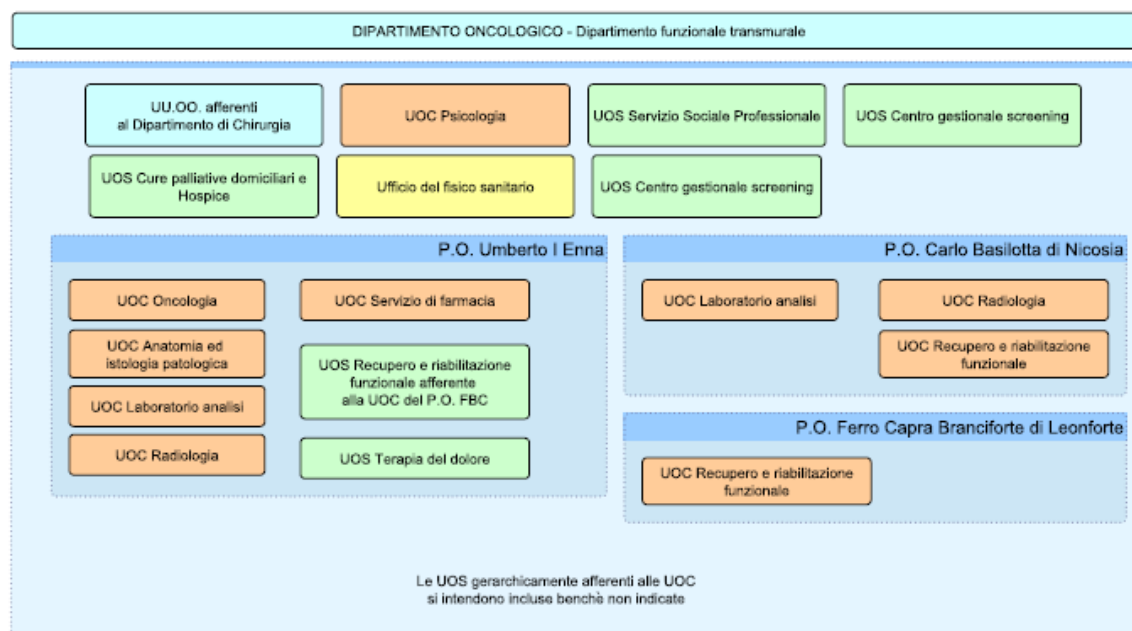 DIPARTIMENTO ONCOLOGICO - Dipartimento funzionale transmurale
UU.OO. afferenti
al Dipartimento di Chirurgia
UOC Psicologia
UOS Servizio Sociale Professionale
UOS Centro gestionale screening
UOS Cure palliative domiciliari e
Hospice
Ufficio del fisico sanitario
UOS Centro gestionale screening
P.O. Umberto I Enna
UOC Oncologia
UOC Anatomia ed
istologia patologica
UOC Laboratorio analisi
UOC Radiologia
UOC Servizio di farmacia
UOS Recupero e riabilitazione
funzionale afferente
alla UOC del P.O. FBC
UOS Terapia del dolore
P.O. Carlo Basilotta di Nicosia
UOC Laboratorio analisi
UOC Radiologia
UOC Recupero e riabilitazione
funzionale
P.O. Ferro Capra Branciforte di Leonforte
UOC Recupero e riabilitazione
funzionale
Le UOS gerarchicamente afferenti alle UOC
si intendono incluse benchè non indicate